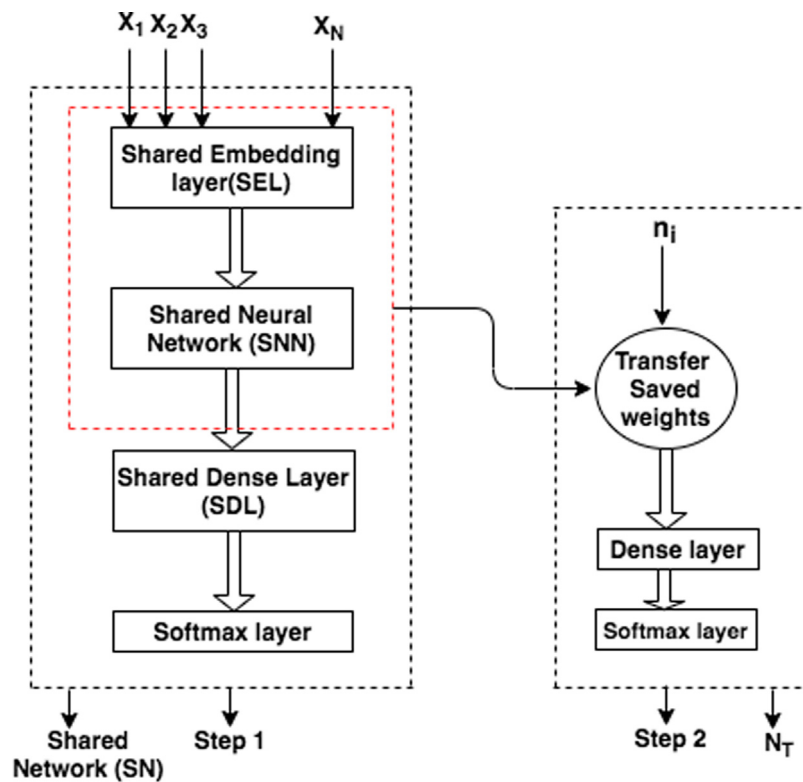 X1 X2 X3 XN
Shared Embedding
layer(SEL)
Shared Neural
Network (SNN)
Shared Dense Layer
(SDL)
Softmax layer
Shared
Network (SN)
Step 1
ni
Transfer
Saved
weights
Dense layer
Softmax layer
Step 2
NT